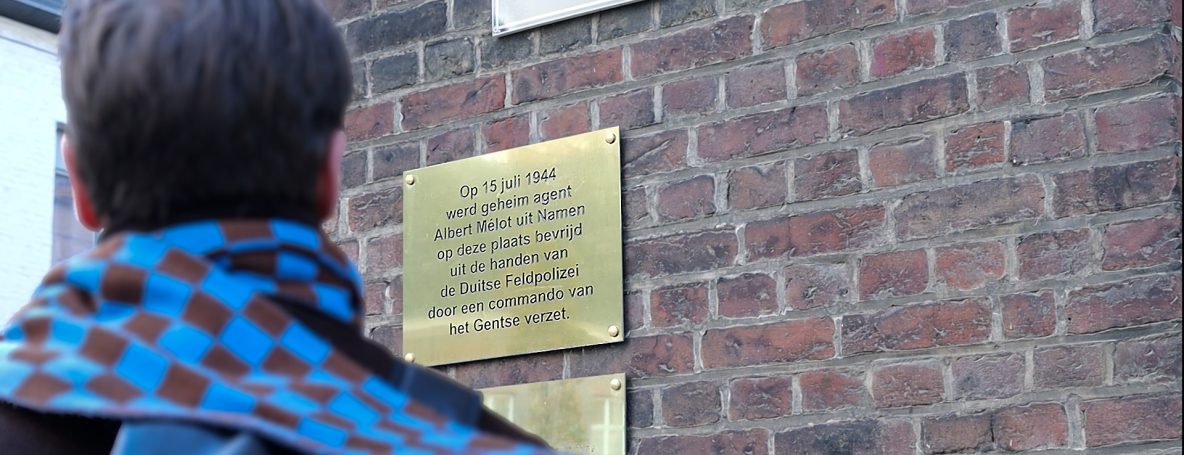 Op 15 juli 1944
werd geheim agent
Albert Mélot uit Namen
op deze plaats bevrijd
uit de handen van
de Duitse Feldpolizei
door een commando van
het Gentse verzet.